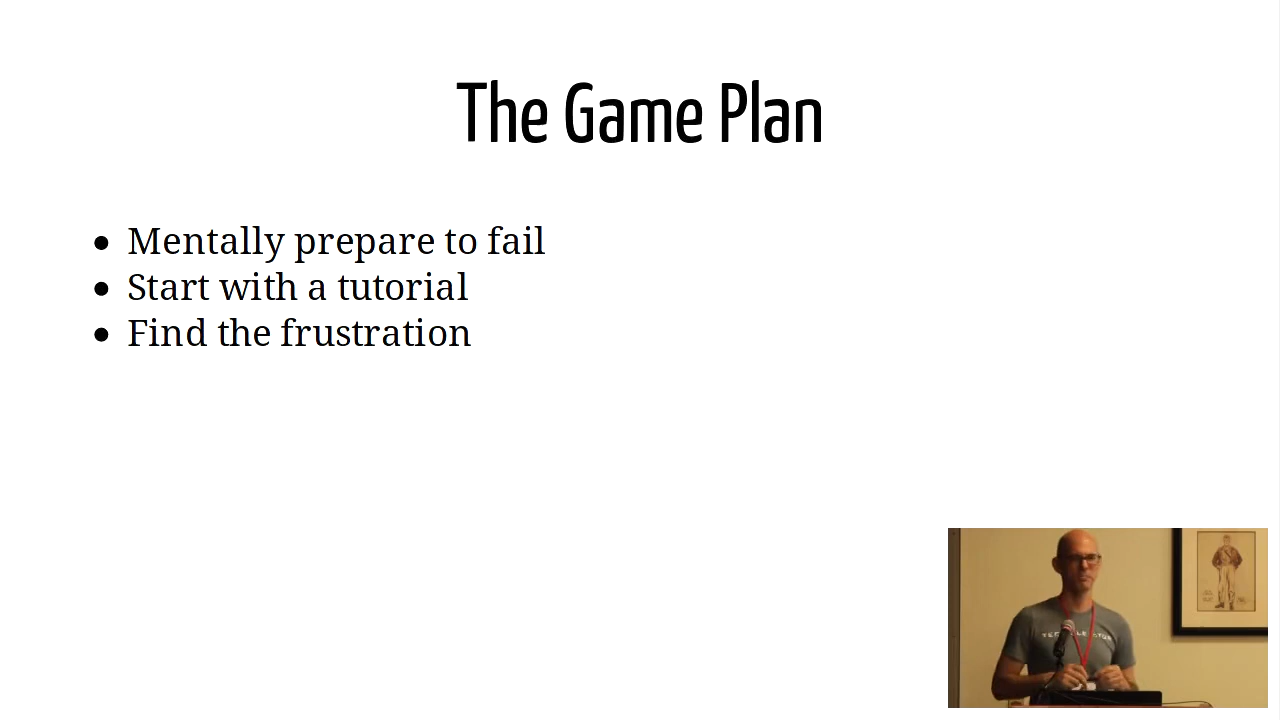 The Game Plan
Mentally prepare to fail
Start with a tutorial
Find the frustration